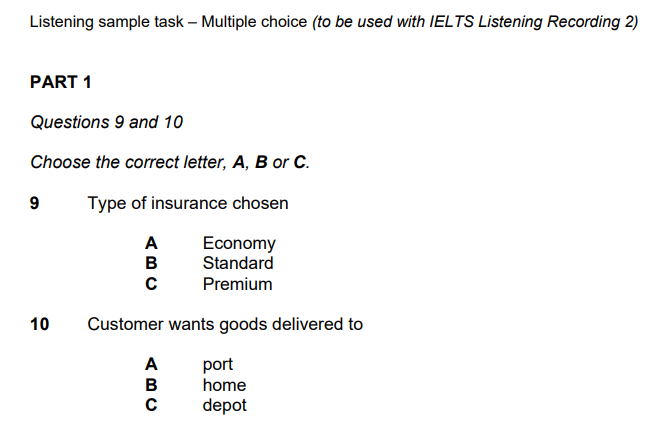 Listening sample task – Multiple choice (to be used with IELTS Listening Recording 2)
PART 1
Questions 9 and 10
Choose the correct letter, A, B or C.
9 Type of insurance chosen
A Economy
B Standard
C Premium
10 Customer wants goods delivered to
A port
B home
C depot